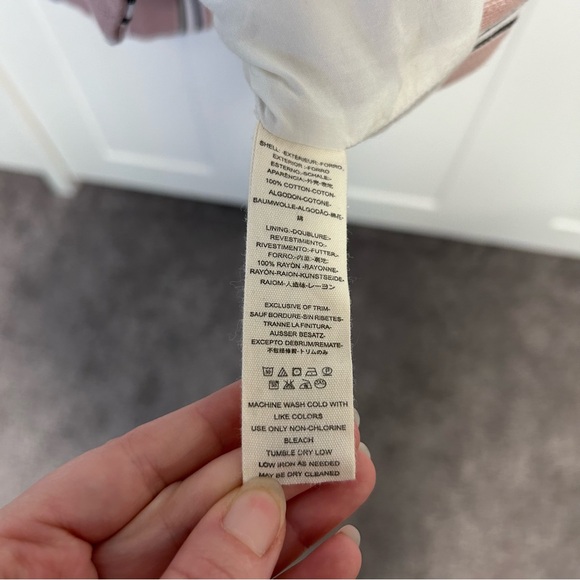 SHELL:-EXTERIEUR:-FORRO,
EXTERIOR:-FORRO
ESTERNO:-SCHALE:-
APARÊNCIA:-外壳-表地
100% COTTON-COTON-
ALGODON-COTONE-
BAUMWOLLE-ALGODÃO-棉花-
綿
LINING:-DOUBLURE:-
REVESTIMIENTO:-
RIVESTIMENTO:-FUTTER-
FORRO:-内里:-裏地
100% RAYON-RAYONNE-
RAYÓN-RAION-KUNSTSEIDE-
RAIOM-人造絲-レーヨン
EXCLUSIVE OF TRIM-
SAUF BORDURE-SIN RISETES-
TRANNE LA FINITURA-
AUSSER BESATZ-
EXCEPTO DEBRUM/REMATE-
不包括修飾-トリムのみ
MACHINE WASH COLD WITH
LIKE COLORS
USE ONLY NON-CHLORINE
BLEACH
TUMBLE DRY LOW
LOW IRON AS NEEDED
MAY BE DRY CLEANED